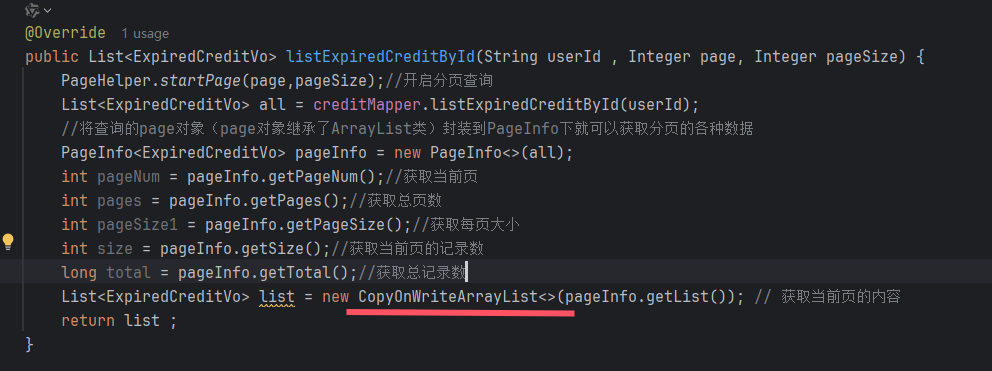 @Override 1 usage
public List<ExpiredCreditVo> listExpiredCreditById(String userId , Integer page, Integer pageSize) {
PageHelper.startPage(page,pageSize);//开启分页查询
List<ExpiredCreditVo> all = creditMapper.listExpiredCreditById(userId);
//将查询的page对象（page对象继承了ArrayList类）封装到PageInfo下就可以获取分页的各种数据
PageInfo<ExpiredCreditVo> pageInfo = new PageInfo<>(all);
int pageNum = pageInfo.getPageNum();//获取当前页
int pages = pageInfo.getPages();//获取总页数
int pageSize1 = pageInfo.getPageSize();//获取每页大小
int size = pageInfo.getSize();//获取当前页的记录数
long total = pageInfo.getTotal();//获取总记录数
List<ExpiredCreditVo> list = new CopyOnWriteArrayList<>(pageInfo.getList()); // 获取当前页的内容
return list ;
}